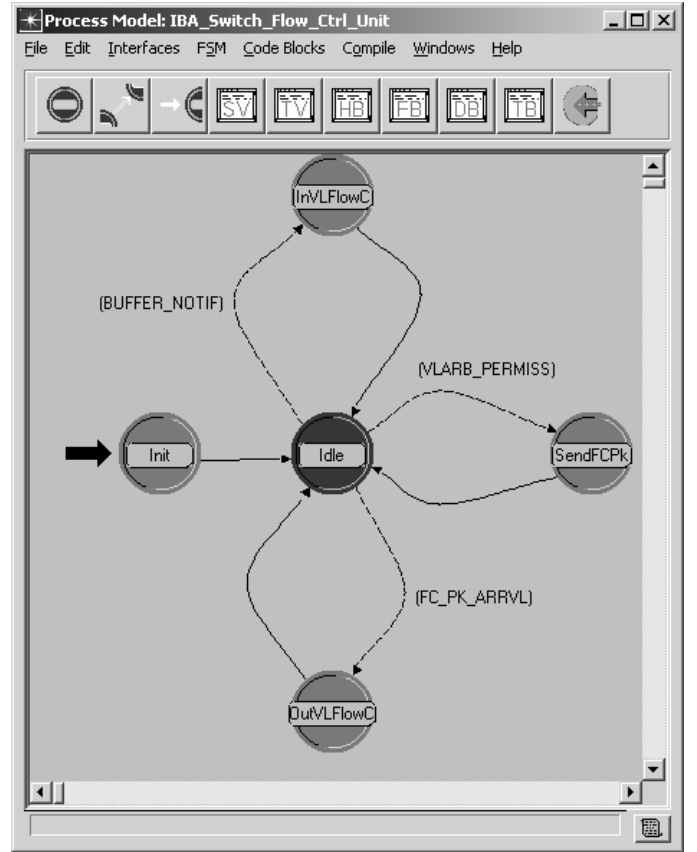 Process Model: IBA_Switch_Flow_Ctrl_Unit
File Edit Interfaces FSM Code Blocks Compile Windows Help
SV TV HB FB DB TB
InVLFlowC
(BUFFER_NOTIF)
(VLARB_PERMISS)
Init
Idle
SendFCPk
(FC_PK_ARRVL)
OutVLFlowC